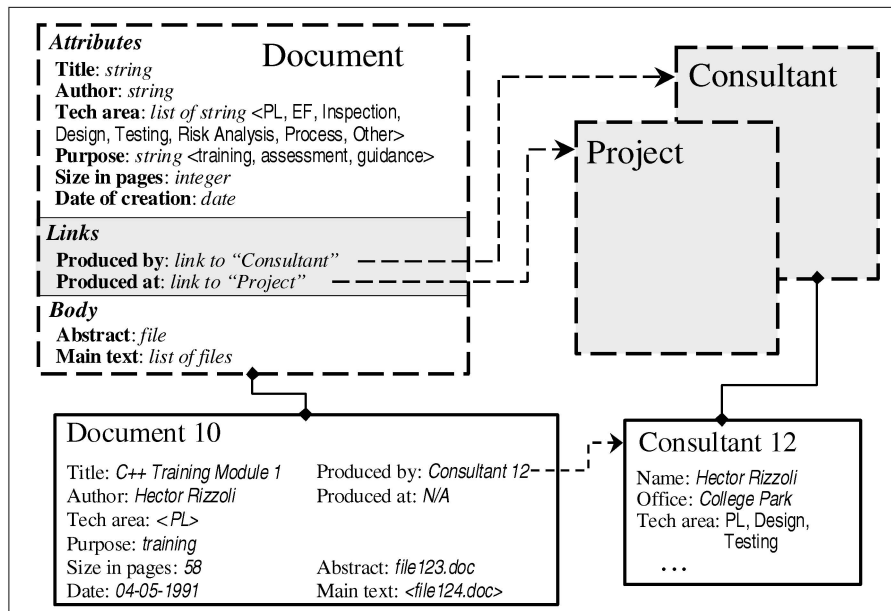 Attributes
Document
Title: string
Author: string
Tech area: list of string <PL, EF, Inspection,
Design, Testing, Risk Analysis, Process, Other>
Purpose: string <training, assessment, guidance>
Size in pages: integer
Date of creation: date
Links
Produced by: link to “Consultant”
Produced at: link to “Project”
Body
Abstract: file
Main text: list of files
Consultant
Project
Document 10
Title: C++ Training Module 1
Author: Hector Rizzoli
Tech area: <PL>
Purpose: training
Size in pages: 58
Date: 04-05-1991
Produced by: Consultant 12
Produced at: N/A
Abstract: file123.doc
Main text: <file124.doc>
Consultant 12
Name: Hector Rizzoli
Office: College Park
Tech area: PL, Design,
Testing
...